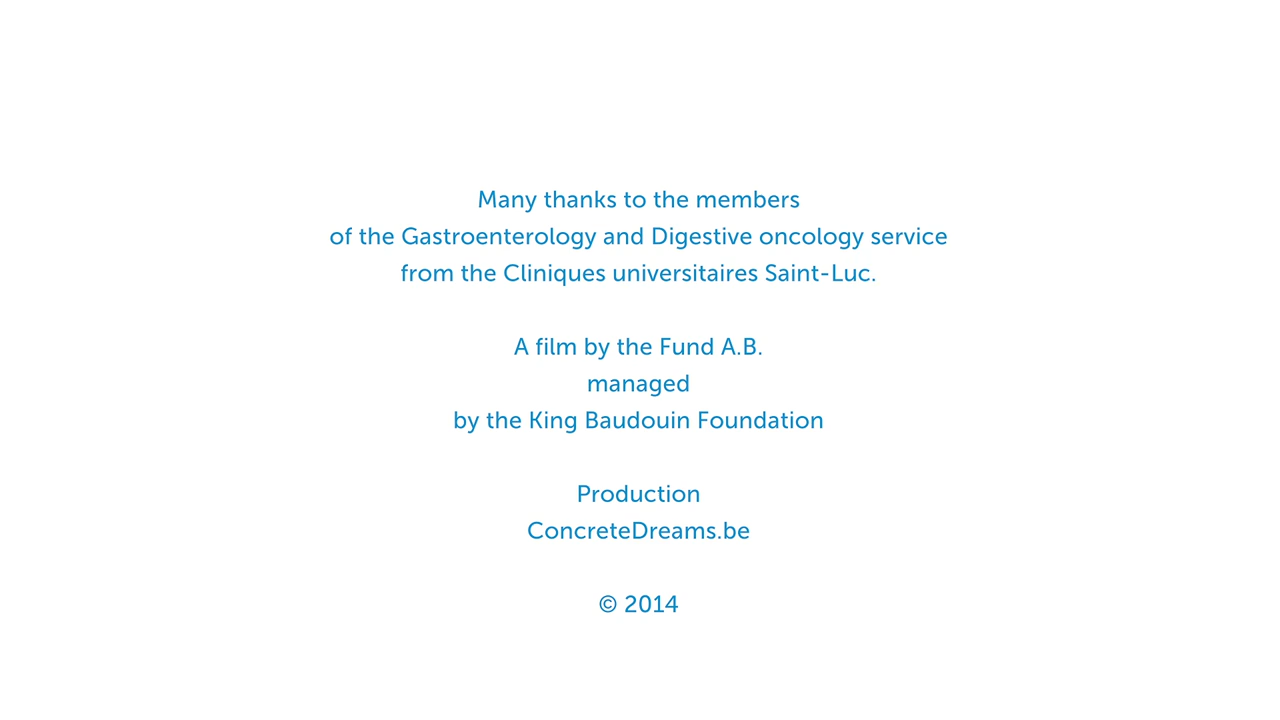 Many thanks to the members
of the Gastroenterology and Digestive oncology service
from the Cliniques universitaires Saint-Luc.
A film by the Fund A.B.
managed
by the King Baudouin Foundation
Production
ConcreteDreams.be
© 2014